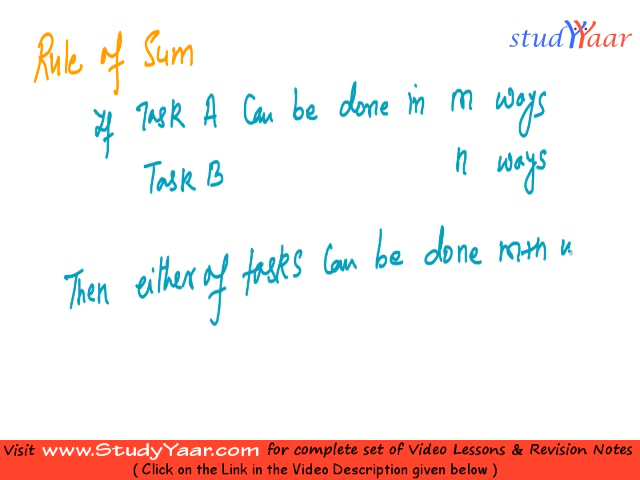 Rule of Sum
studYYaar
If Task A Can be done in m ways
Task B n ways
Then either of tasks Can be done m+n
Visit www.StudyYaar.com for complete set of Video Lessons & Revision Notes
( Click on the Link in the Video Description given below )